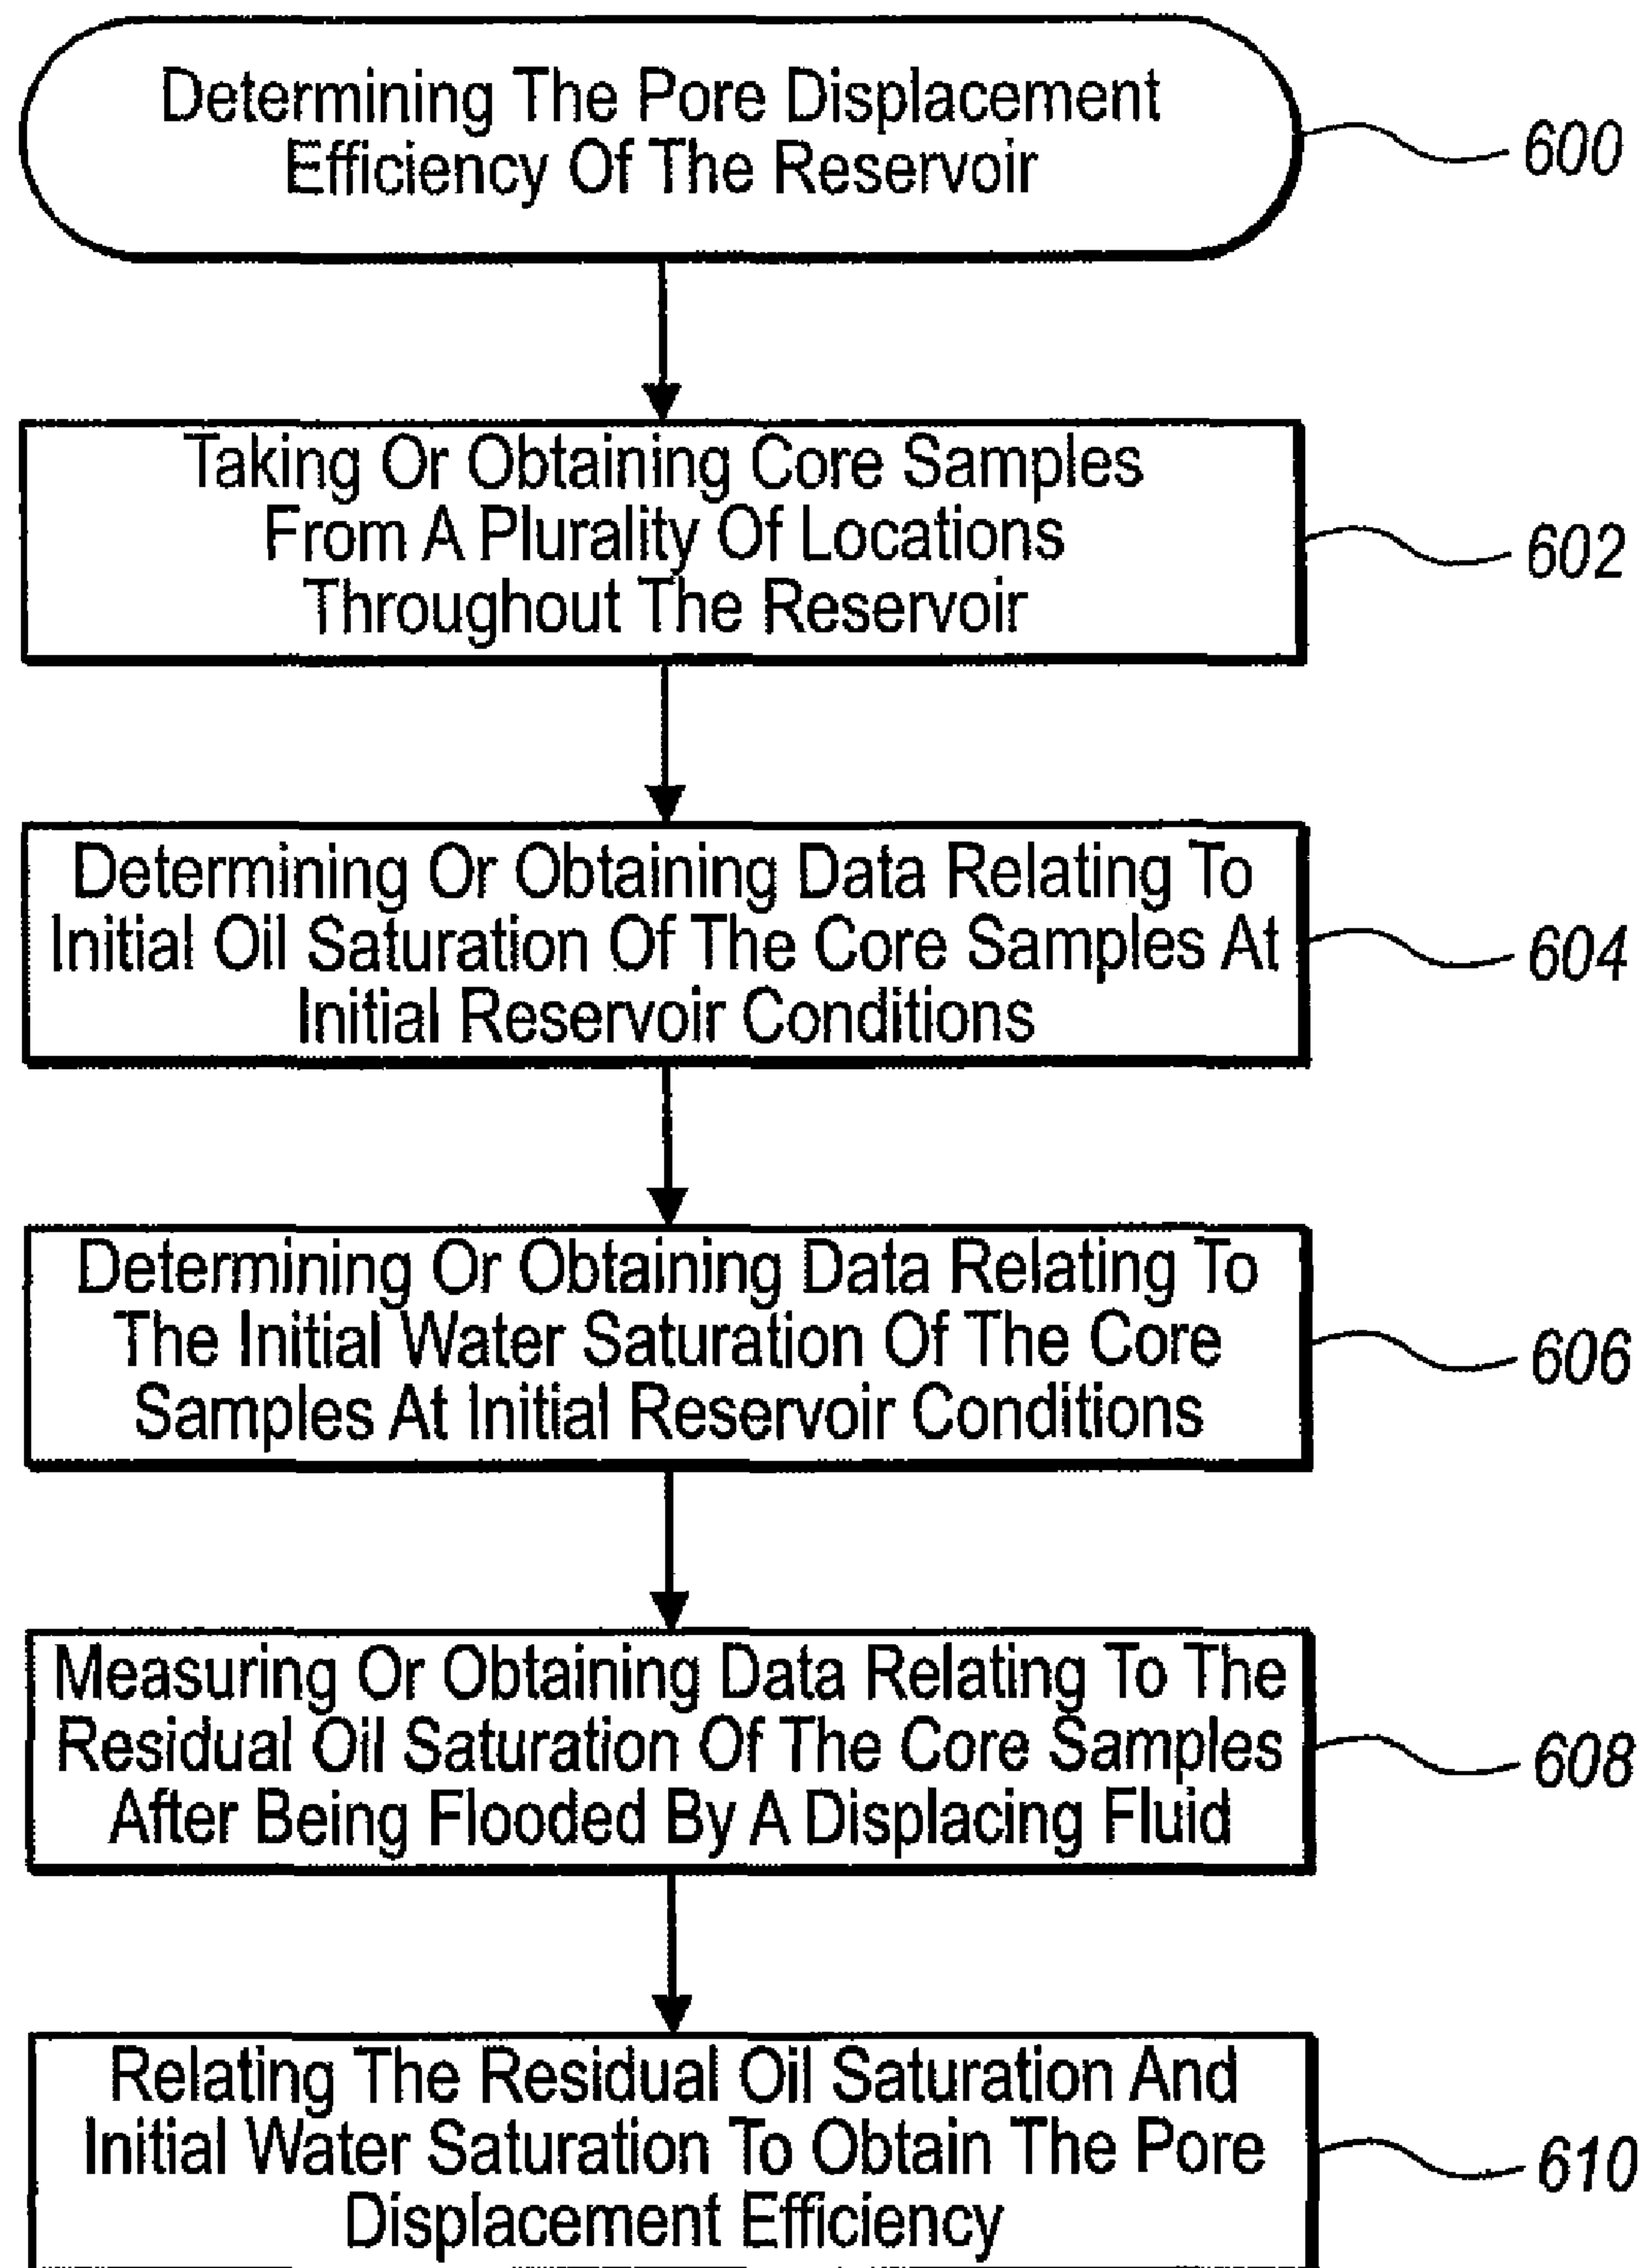 Determining The Pore Displacement
Efficiency Of The Reservoir
600
Taking Or Obtaining Core Samples
From A Plurality Of Locations
Throughout The Reservoir
602
Determining Or Obtaining Data Relating To
Initial Oil Saturation Of The Core Samples At
Initial Reservoir Conditions
604
Determining Or Obtaining Data Relating To
The Initial Water Saturation Of The Core
Samples At Initial Reservoir Conditions
606
Measuring Or Obtaining Data Relating To The
Residual Oil Saturation Of The Core Samples
After Being Flooded By A Displacing Fluid
608
Relating The Residual Oil Saturation And
Initial Water Saturation To Obtain The Pore
Displacement Efficiency
610